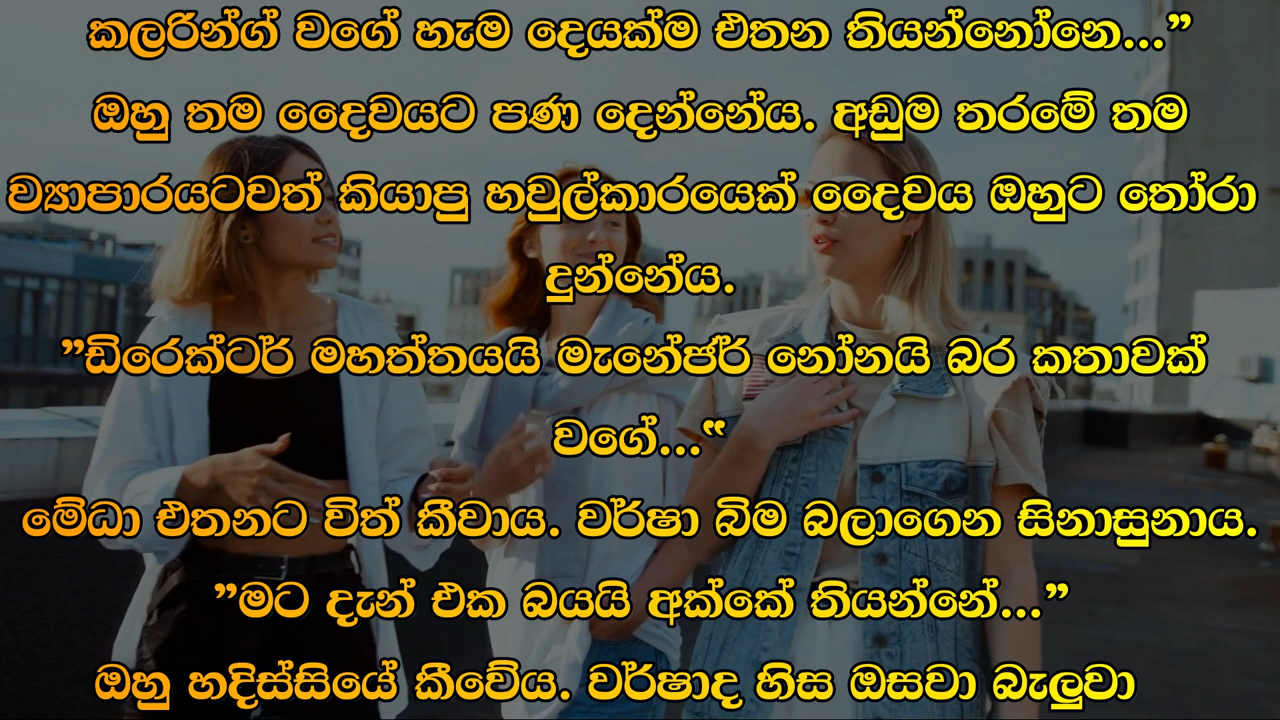 කලරින්ග් වගේ හැම දෙයක්ම එතන තියන්නෝනෙ...”
ඔහු තම දෛවයට පණ දෙන්නේය. අඩුම තරමේ තම
ව්‍යාපාරයටවත් කියාපු හවුල්කාරයෙක් දෛවය ඔහුට තෝරා
දුන්නේය.
”ඩිරෙක්ටර් මහත්තයයි මැනේජ්ර් නෝනයි බර කතාවක්
වගේ...“
මේධා එතනට විත් කීවාය. වර්ෂා බිම බලාගෙන සිනාසුනාය.
”මට දැන් එක බයයි අක්කේ තියන්නේ...”
ඔහු හදිස්සියේ කීවේය. වර්ෂාද හිස ඔසවා බැලුවා